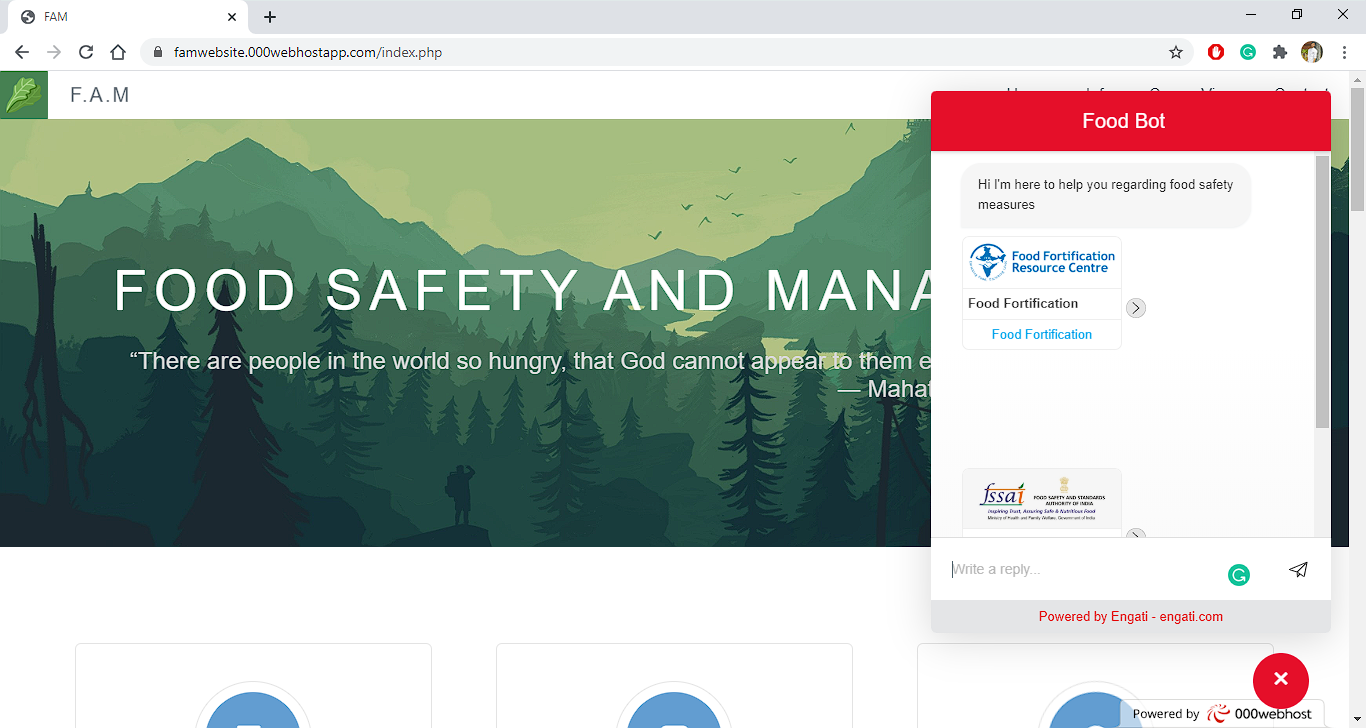 FAM
famwebsite.000webhostapp.com/index.php
F.A.M
FOOD SAFETY AND MANA
“There are people in the world so hungry, that God cannot appear to them e
— Mahat
Food Bot
Hi I'm here to help you regarding food safety
measures
Food Fortification
Resource Centre
Food Fortification
Food Fortification
fssai
FOOD SAFETY AND STANDARDS
AUTHORITY OF INDIA
Inspiring Trust, Assuring Safe & Nutritious Food
Ministry of Health and Family Welfare, Government of India
Write a reply...
Powered by Engati - engati.com
Powered by 000webhost